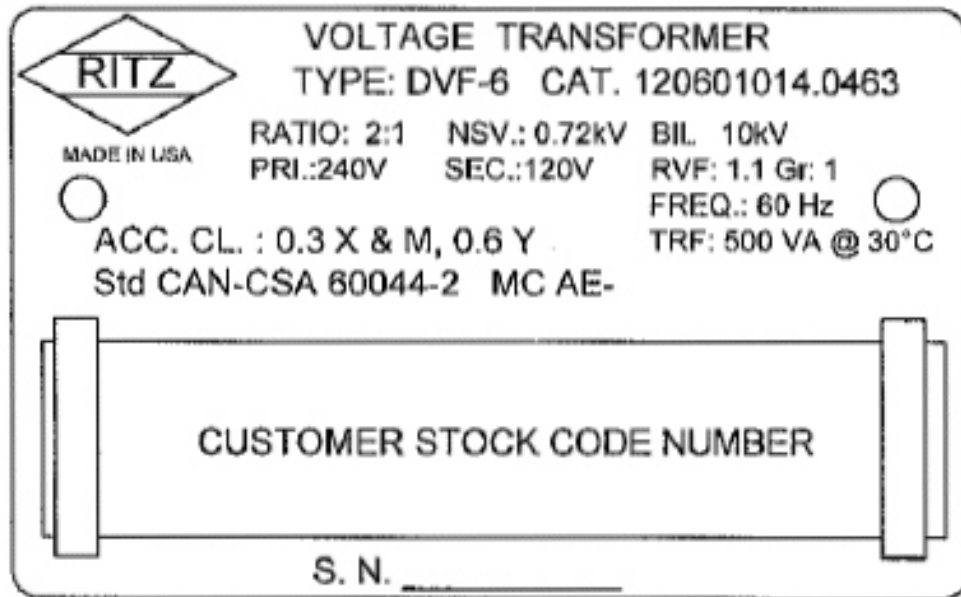 VOLTAGE TRANSFORMER
RITZ
TYPE: DVF-6 CAT. 120601014.0463
MADE IN USA
RATIO: 2:1 NSV.: 0.72kV BIL 10kV
PRI.:240V SEC.:120V RVF: 1.1 Gr: 1
FREQ.: 60 Hz
ACC. CL. : 0.3 X & M, 0.6 Y TRF: 500 VA @ 30°C
Std CAN-CSA 60044-2 MC AE-
CUSTOMER STOCK CODE NUMBER
S. N.